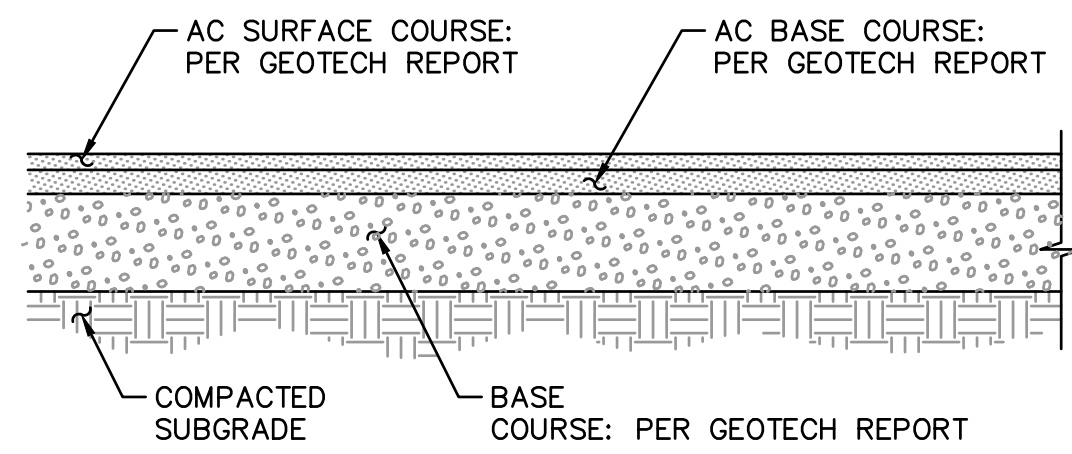 AC SURFACE COURSE:
PER GEOTECH REPORT
AC BASE COURSE:
PER GEOTECH REPORT
COMPACTED
SUBGRADE
BASE
COURSE: PER GEOTECH REPORT